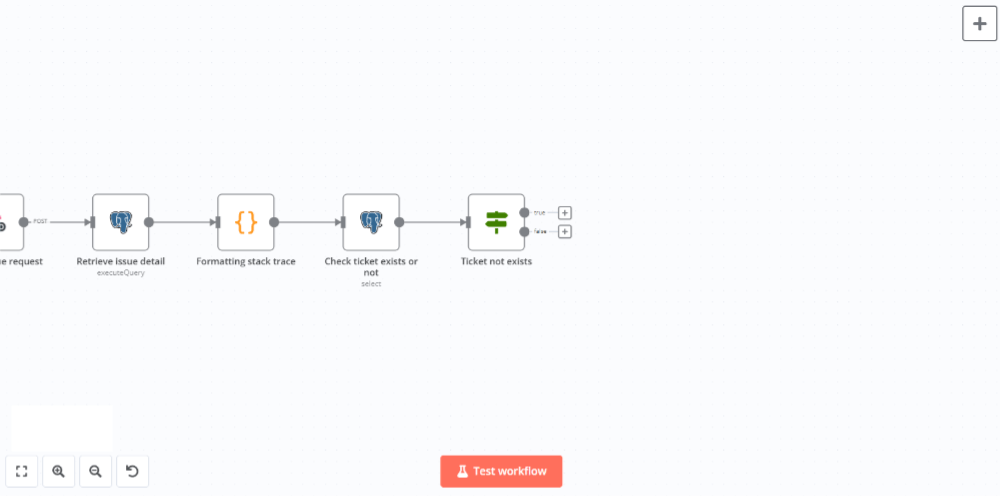 POST
true
false
e request
Retrieve issue detail
executeQuery
Formatting stack trace
Check ticket exists or
not
select
Ticket not exists
Test workflow